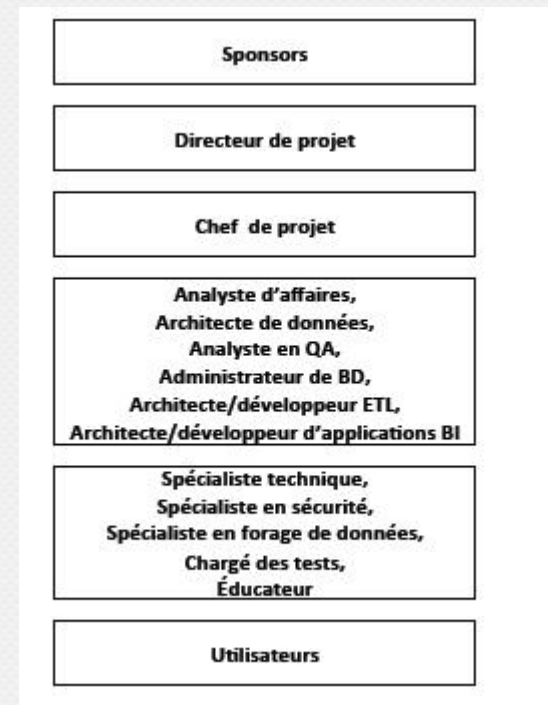 Sponsors
Directeur de projet
Chef de projet
Analyste d'affaires,
Architecte de données,
Analyste en QA,
Administrateur de BD,
Architecte/développeur ETL,
Architecte/développeur d'applications BI
Spécialiste technique,
Spécialiste en sécurité,
Spécialiste en forage de données,
Chargé des tests,
Éducateur
Utilisateurs